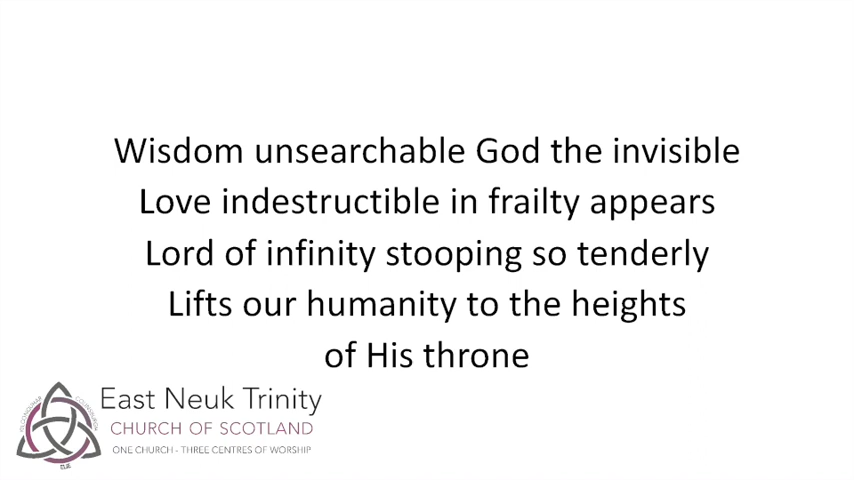 Wisdom unsearchable God the invisible
Love indestructible in frailty appears
Lord of infinity stooping so tenderly
Lifts our humanity to the heights
of His throne
East Neuk Trinity
CHURCH OF SCOTLAND
ONE CHURCH - THREE CENTRES OF WORSHIP